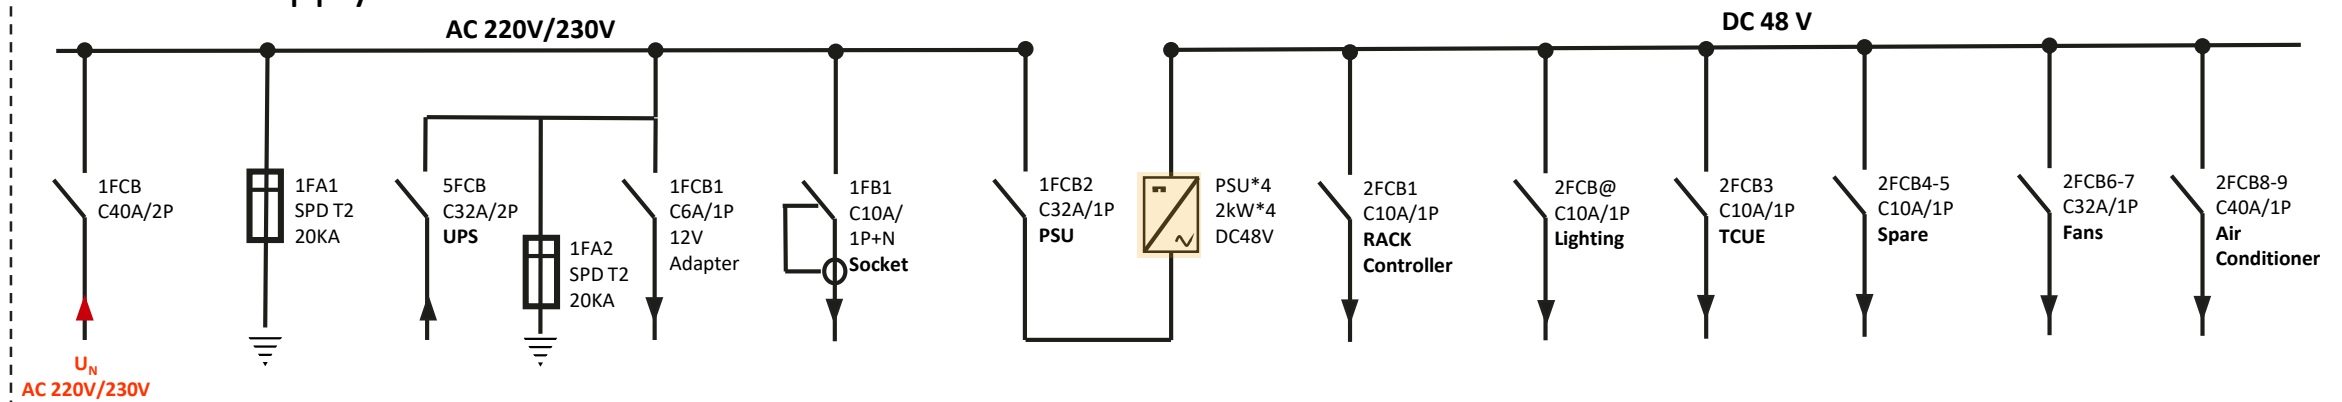 AC 220V/230V
DC 48 V
1FCB
C40A/2P
1FA1
SPD T2
20KA
5FCB
C32A/2P
UPS
1FA2
SPD T2
20KA
1FCB1
C6A/1P
12V
Adapter
1FB1
C10A/
1P+N
Socket
1FCB2
C32A/1P
PSU
PSU*4
2kW*4
DC48V
2FCB1
C10A/1P
RACK
Controller
2FCB@
C10A/1P
Lighting
2FCB3
C10A/1P
TCUE
2FCB4-5
C10A/1P
Spare
2FCB6-7
C32A/1P
Fans
2FCB8-9
C40A/1P
Air
Conditioner
UN
AC 220V/230V